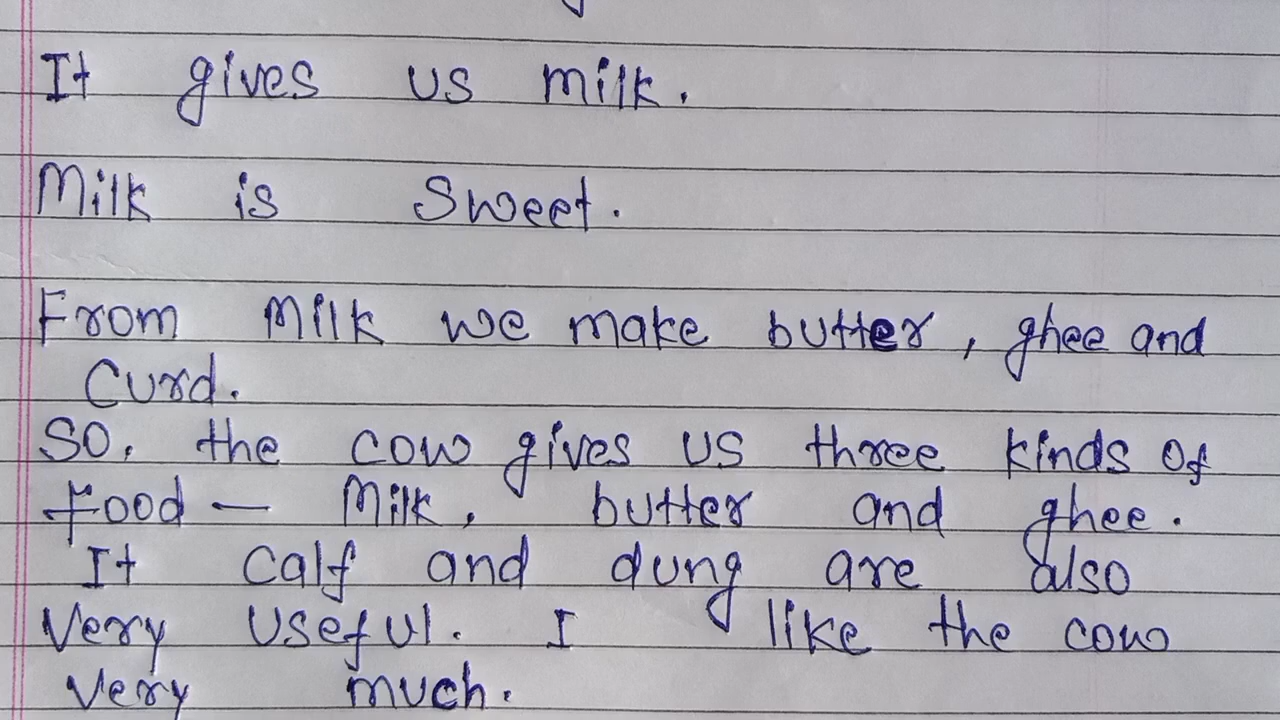 It gives us milk.
Milk is Sweet.
From Milk we make butter, ghee and
Curd.
So, the cow gives us three kinds of
food - Milk, butter and ghee.
It calf and dung are also
Very Useful. I like the cow
Very much.